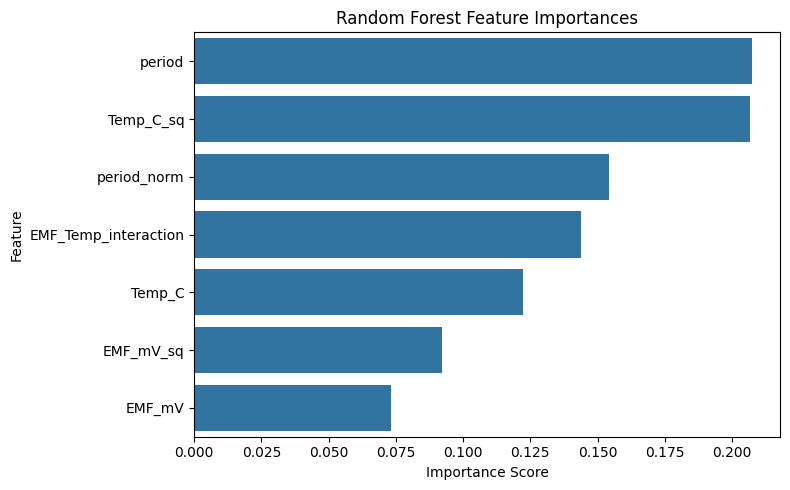 Random Forest Feature Importances
period
Temp_C_sq
period_norm
EMF_Temp_interaction
Temp_C
EMF_mV_sq
EMF_mV
Feature
0.000 0.025 0.050 0.075 0.100 0.125 0.150 0.175 0.200
Importance Score